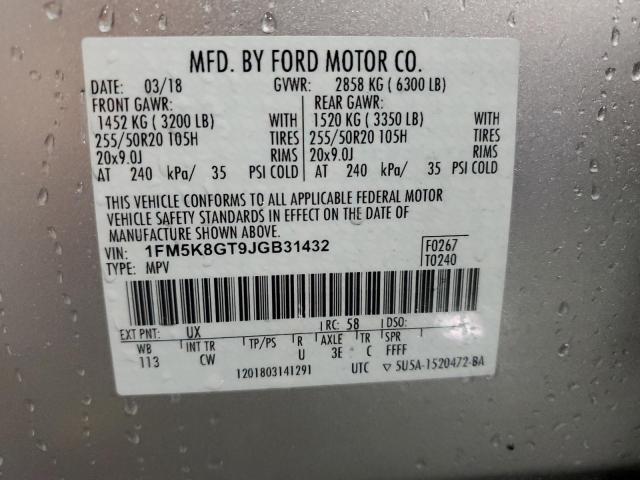 MFD. BY FORD MOTOR CO.
DATE: 03/18 GVWR: 2858 KG ( 6300 LB)
FRONT GAWR: REAR GAWR:
1452 KG ( 3200 LB) WITH 1520 KG ( 3350 LB) WITH
255/50R20 105H TIRES 255/50R20 105H TIRES
20x9.0J RIMS 20x9.0J RIMS
AT 240 kPa/ 35 PSI COLD AT 240 kPa/ 35 PSI COLD
THIS VEHICLE CONFORMS TO ALL APPLICABLE FEDERAL MOTOR
VEHICLE SAFETY STANDARDS IN EFFECT ON THE DATE OF
MANUFACTURE SHOWN ABOVE.
VIN: 1FM5K8GT9JGB31432 F0267
TYPE: MPV T0240
EXT PNT: UX RC: 58 DSO:
WB INT TR TP/PS R AXLE TR SPR
113 CW U 3E C FFFF
1201803141291 UTC ▽ 5U5A-1520472-BA